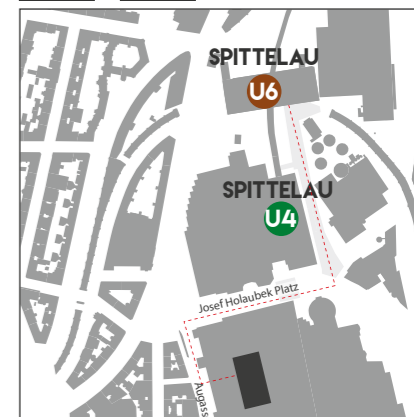 SPITTELAU
U6
SPITTELAU
U4
Josef Holaubek Platz
Augass